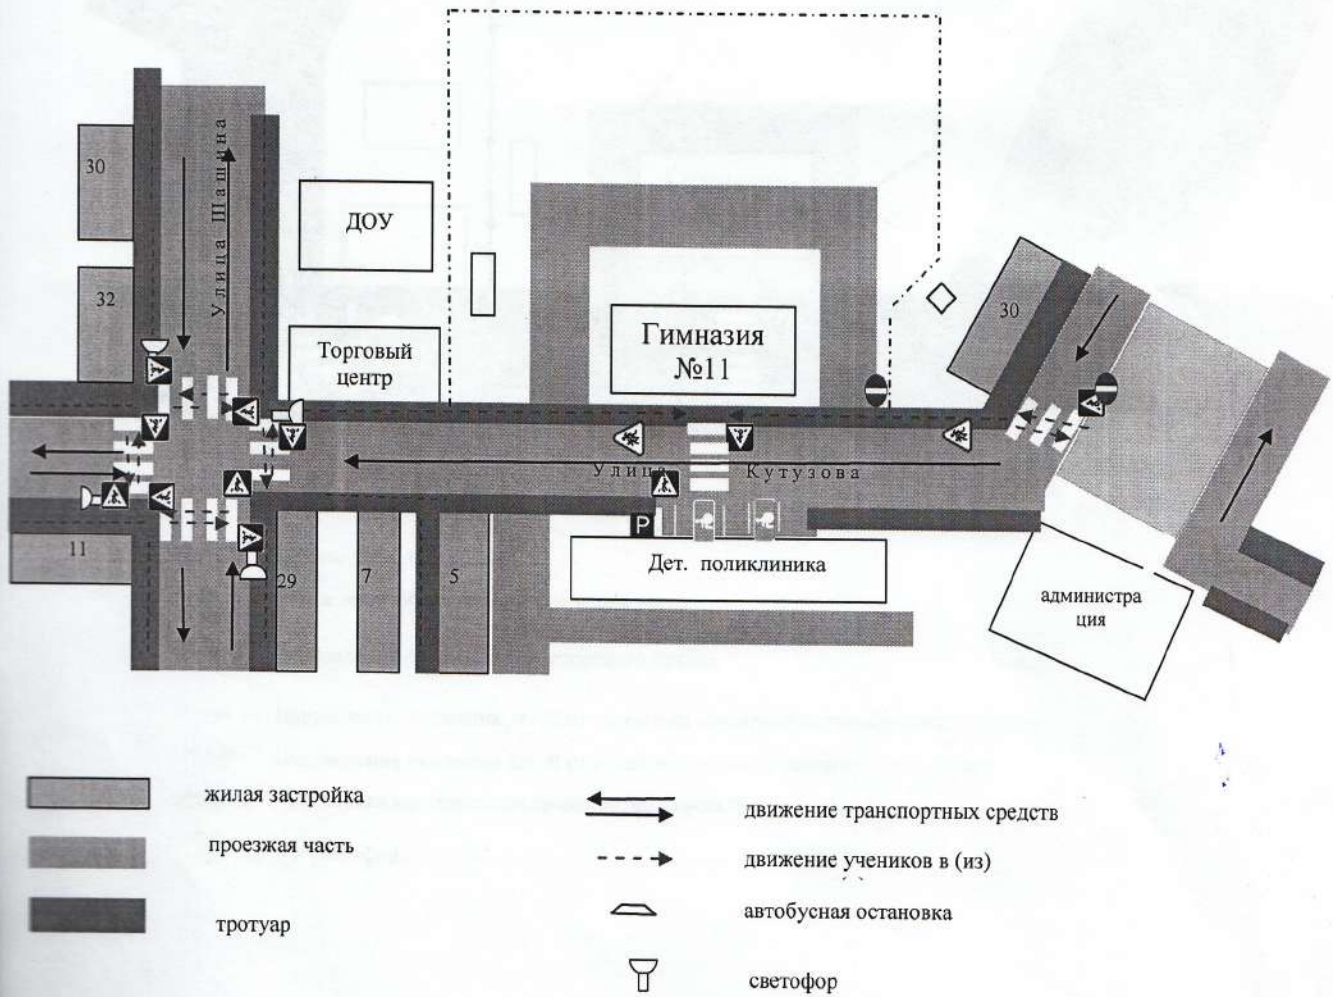 30
Улица Шашина
ДОУ
32
Торговый
центр
Гимназия
№11
30
Улица Кутузова
P
11
29
7
5
Дет. поликлиника
администра
ция
жилая застройка
движение транспортных средств
проезжая часть
движение учеников в (из)
тротуар
автобусная остановка
светофор